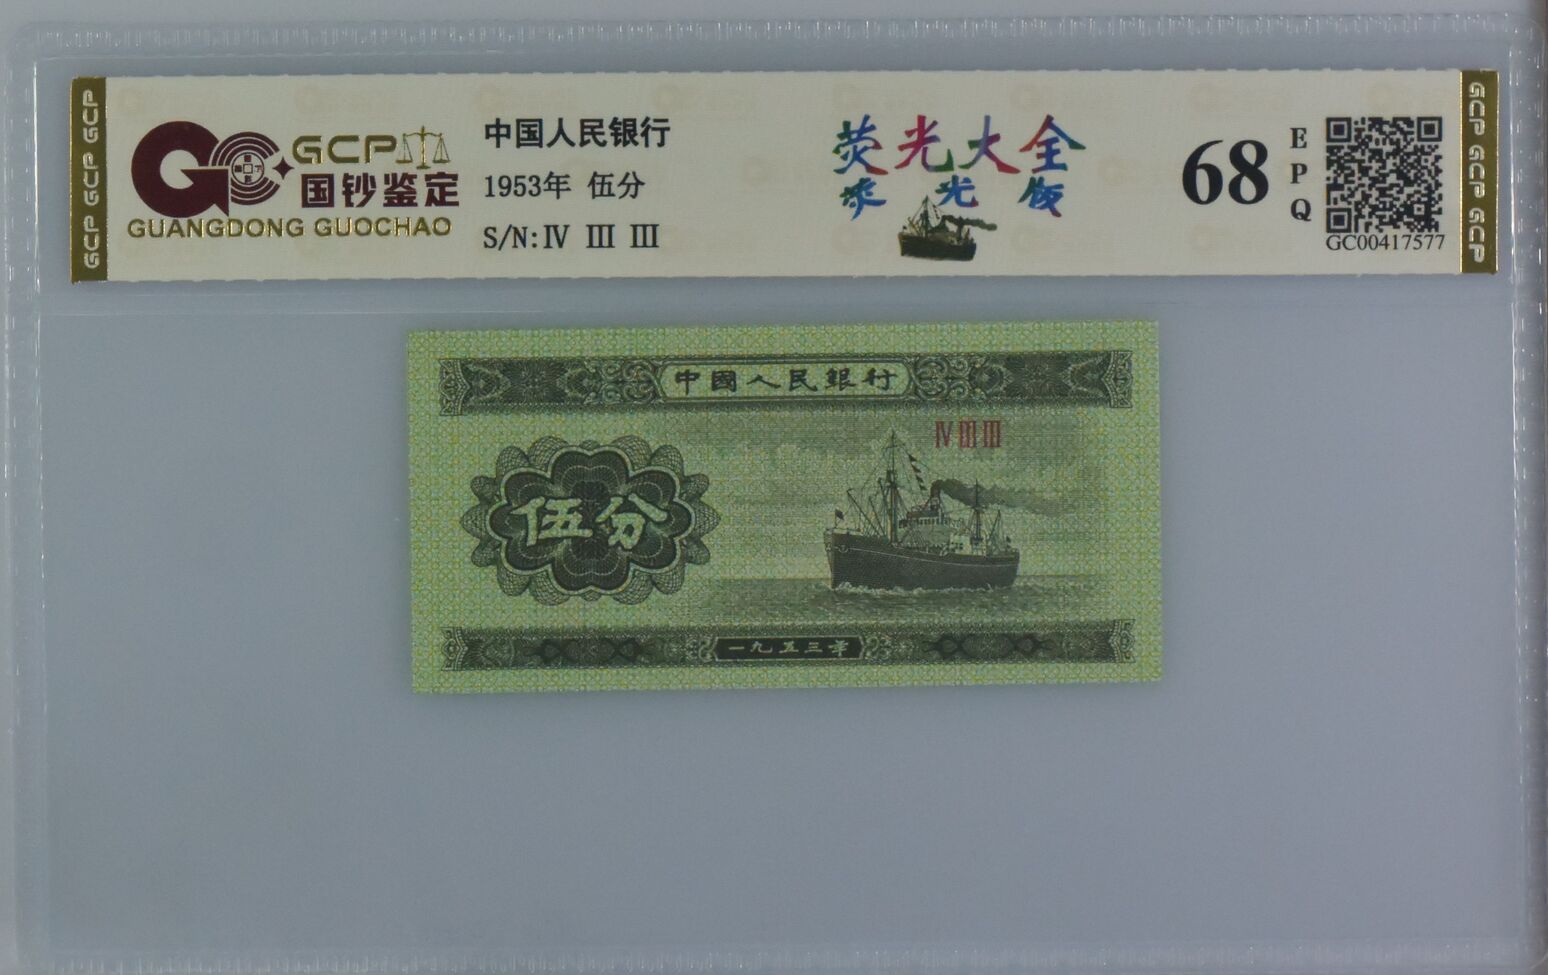 GCP
国钞鉴定
GUANGDONG GUOCHAO
中国人民银行
1953年 伍分
S/N: IV III III
荧光大全
光版
68
EPQ
GC00417577
GCP GCP GCP
GCP GCP GCP
中國人民銀行
IV III III
伍分
一九五三年